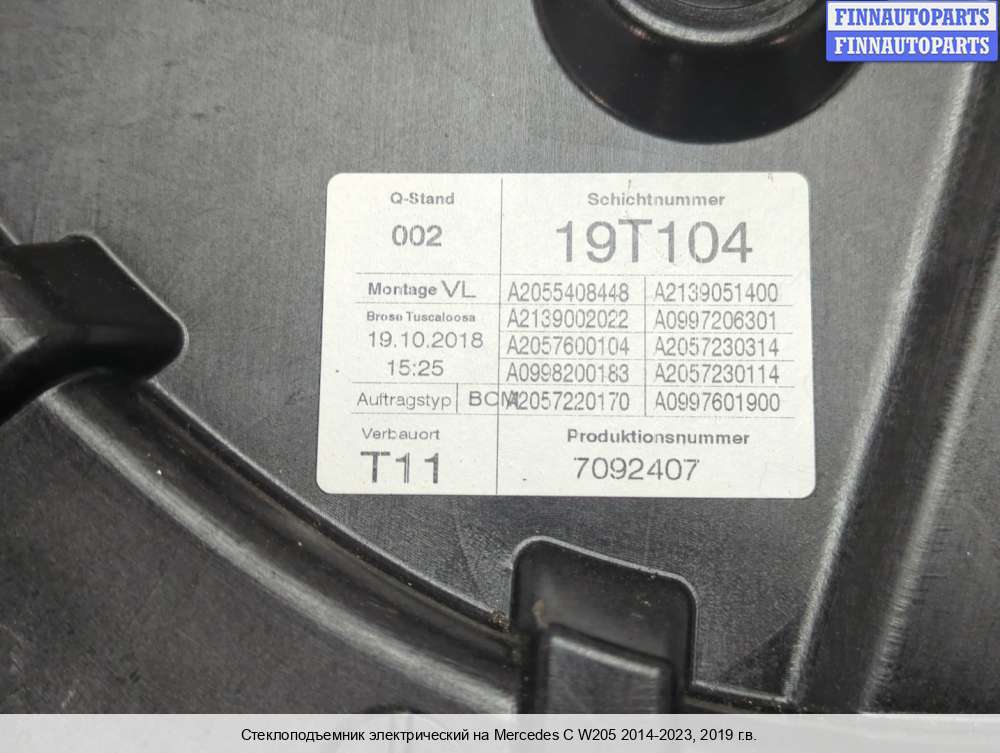 FINNAUTOPARTS
FINNAUTOPARTS
Q-Stand
002
Schichtnummer
19T104
Montage VL
Brose Tuscaloosa
19.10.2018
15:25
Auftragstyp BCM
A2055408448 A2139051400
A2139002022 A0997206301
A2057600104 A2057230314
A0998200183 A2057230114
A2057220170 A0997601900
Verbauort
T11
Produktionsnummer
7092407
Стеклоподъемник электрический на Mercedes C W205 2014-2023, 2019 г.в.